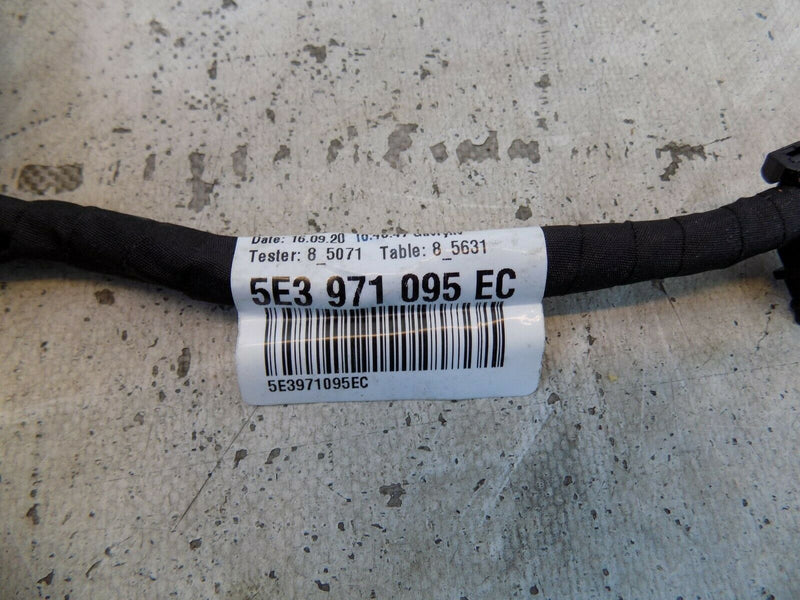 Date: 16.09.20
Tester: 8_5071 Table: 8_5631
5E3 971 095 EC
5E3971095EC